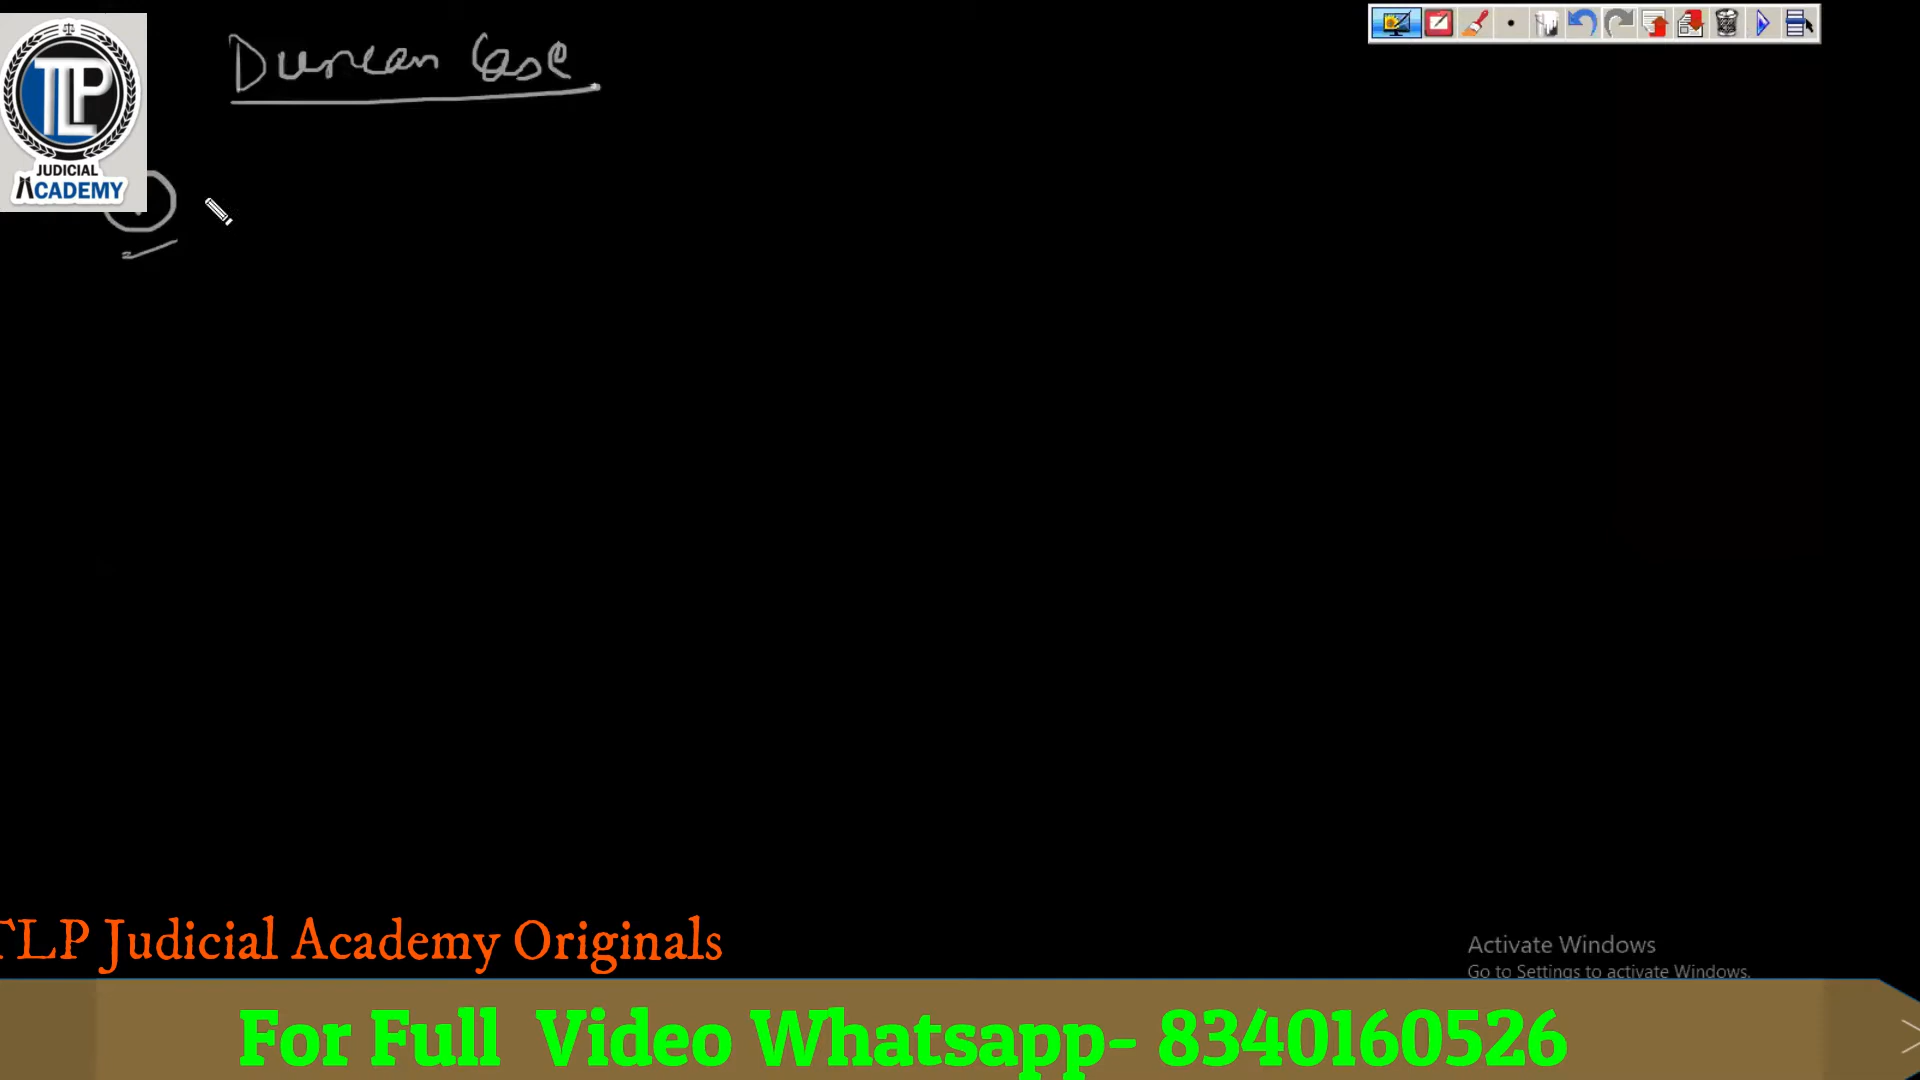 Duncan Case
TLP
JUDICIAL
ACADEMY
TLP Judicial Academy Originals
Activate Windows
Go to Settings to activate Windows.
For Full Video Whatsapp- 8340160526